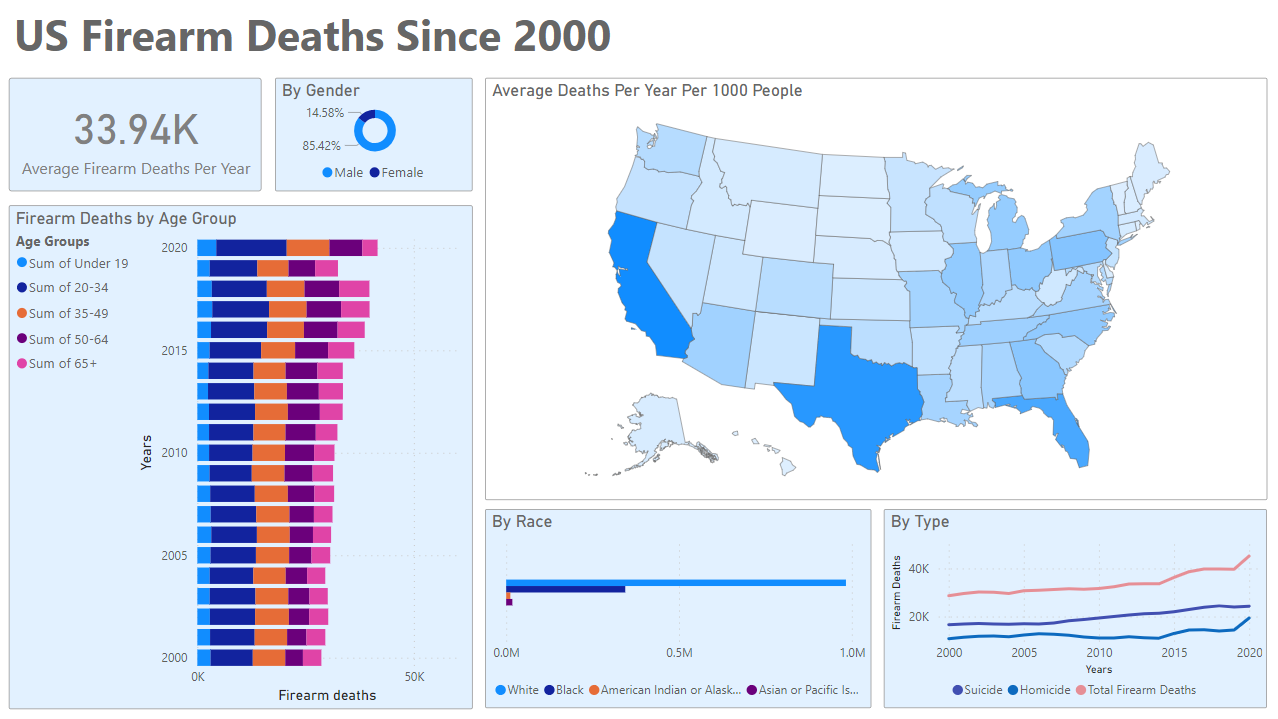 US Firearm Deaths Since 2000
33.94K
Average Firearm Deaths Per Year
By Gender
14.58%
85.42%
Male Female
Average Deaths Per Year Per 1000 People
Firearm Deaths by Age Group
Age Groups
Sum of Under 19
Sum of 20-34
Sum of 35-49
Sum of 50-64
Sum of 65+
Years
2020
2015
2010
2005
2000
0K 50K
Firearm deaths
By Race
0.0M 0.5M 1.0M
White Black American Indian or Alask... Asian or Pacific Is...
By Type
Firearm Deaths
40K
20K
2000 2005 2010 2015 2020
Years
Suicide Homicide Total Firearm Deaths